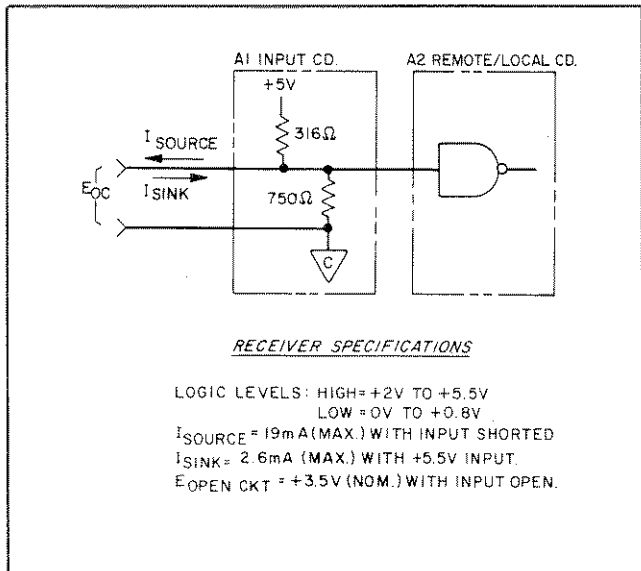 A1 INPUT CD.
A2 REMOTE/LOCAL CD.
+5V
316Ω
I SOURCE
EOC
I SINK
750Ω
C
RECEIVER SPECIFICATIONS
LOGIC LEVELS: HIGH=+2V TO +5.5V
LOW =0V TO +0.8V
ISOURCE=19mA(MAX.) WITH INPUT SHORTED
ISINK= 2.6mA (MAX.) WITH +5.5V INPUT.
EOPEN CKT =+3.5V(NOM.) WITH INPUT OPEN.